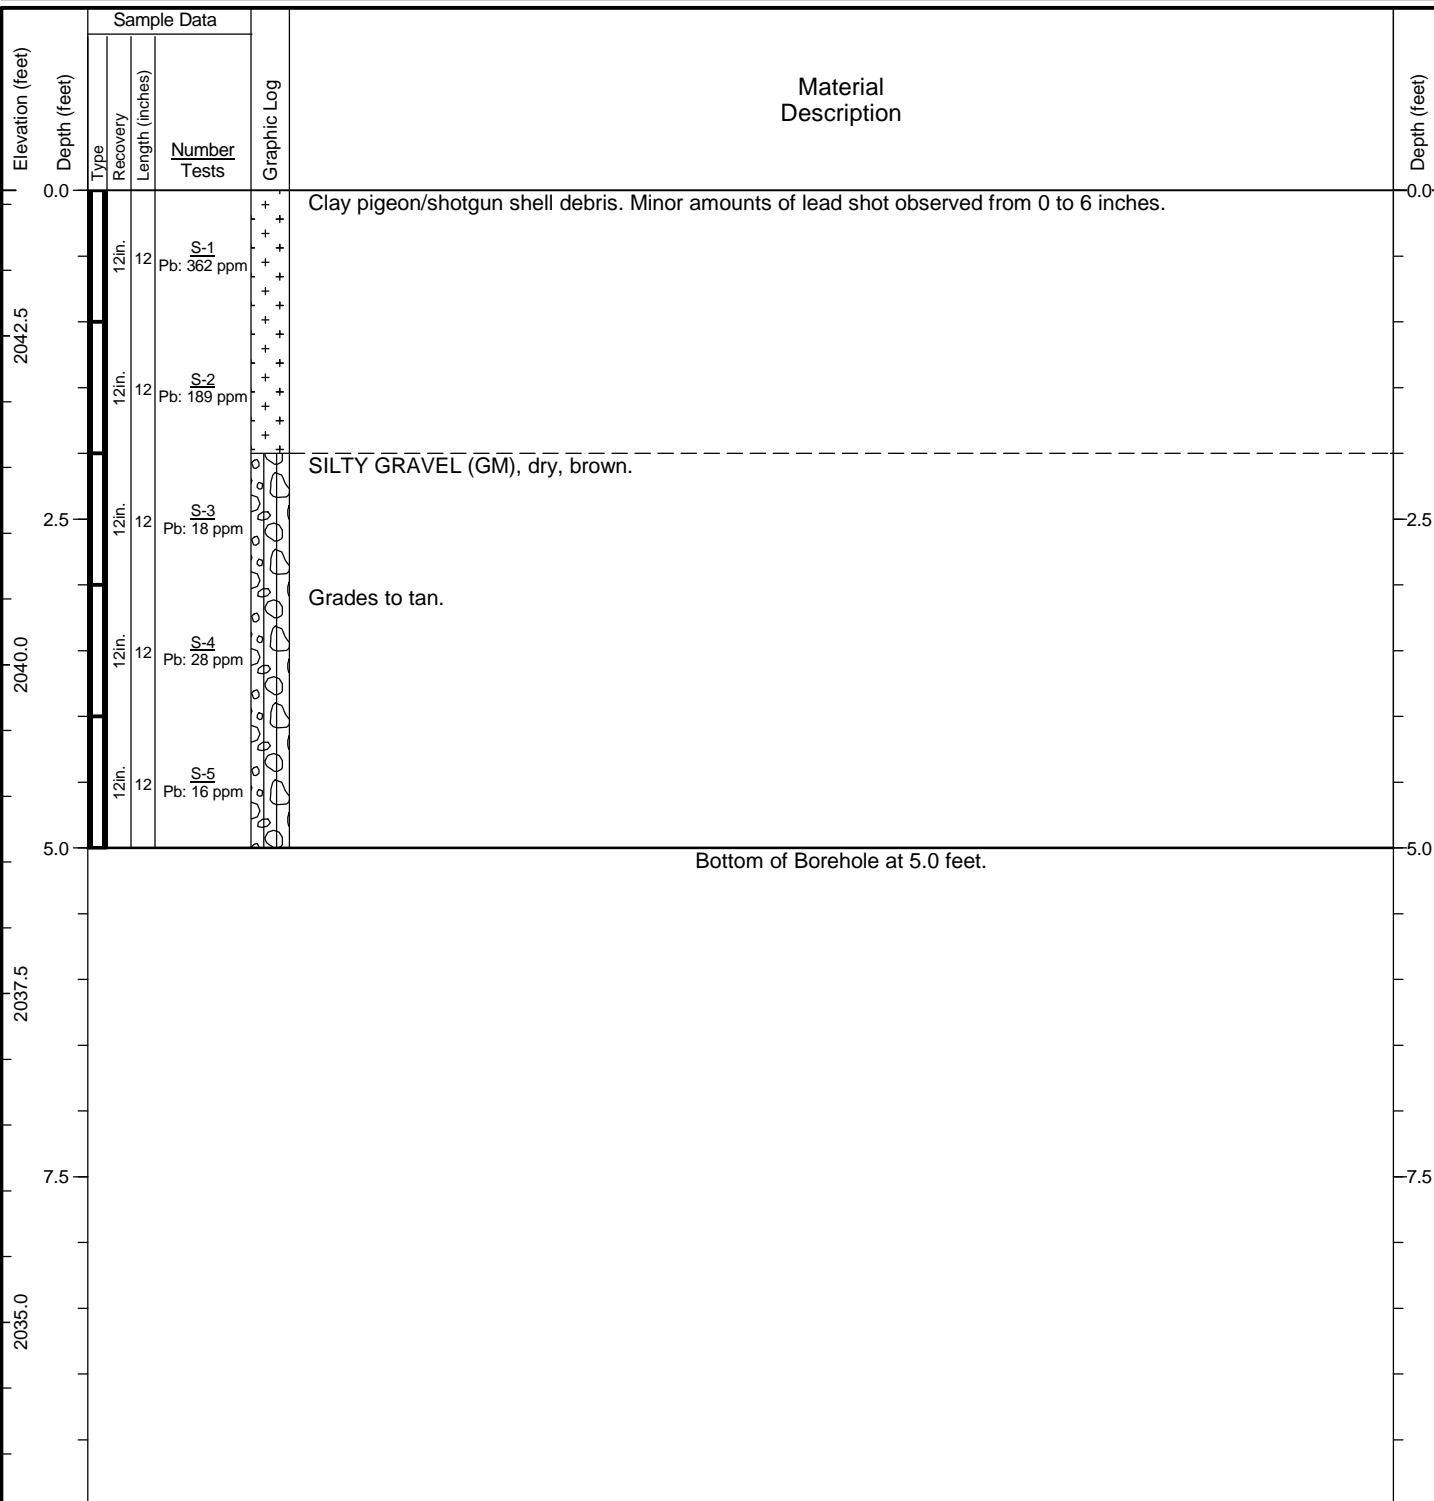 Sample Data
Elevation (feet)
Depth (feet)
Type
Recovery
Length (inches)
Number
Tests
Graphic Log
Material
Description
Depth (feet)
0.0
Clay pigeon/shotgun shell debris. Minor amounts of lead shot observed from 0 to 6 inches.
0.0
12in.
12
S-1
Pb: 362 ppm
2042.5
12in.
12
S-2
Pb: 189 ppm
SILTY GRAVEL (GM), dry, brown.
2.5
12in.
12
S-3
Pb: 18 ppm
2.5
Grades to tan.
2040.0
12in.
12
S-4
Pb: 28 ppm
12in.
12
S-5
Pb: 16 ppm
5.0
Bottom of Borehole at 5.0 feet.
5.0
2037.5
7.5
7.5
2035.0